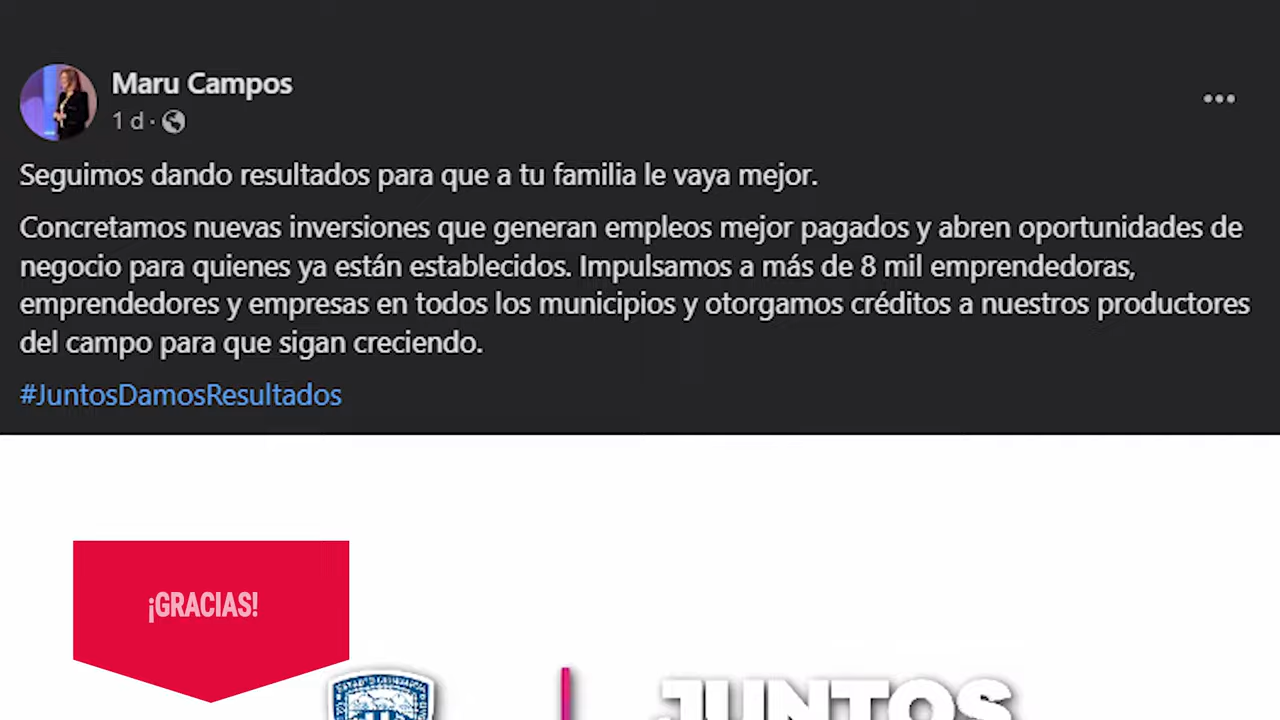 Maru Campos
1 d ·
Seguimos dando resultados para que a tu familia le vaya mejor.
Concretamos nuevas inversiones que generan empleos mejor pagados y abren oportunidades de
negocio para quienes ya están establecidos. Impulsamos a más de 8 mil emprendedoras,
emprendedores y empresas en todos los municipios y otorgamos créditos a nuestros productores
del campo para que sigan creciendo.
#JuntosDamosResultados
¡GRACIAS!
JUNTOS